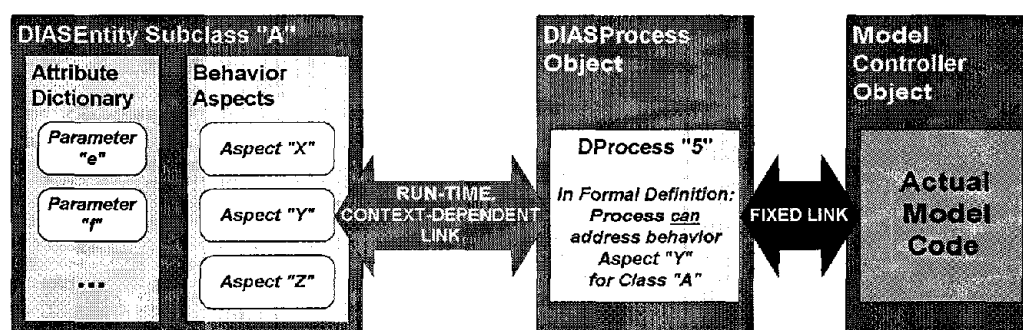 DIASEntity Subclass "A"
Attribute
Dictionary
Parameter
"e"
Parameter
"f"
...
Behavior
Aspects
Aspect "X"
Aspect "Y"
Aspect "Z"
RUN-TIME,
CONTEXT-DEPENDENT
LINK
DIASProcess
Object
DProcess "5"
In Formal Definition:
Process can
address behavior
Aspect "Y"
for Class "A"
FIXED LINK
Model
Controller
Object
Actual
Model
Code